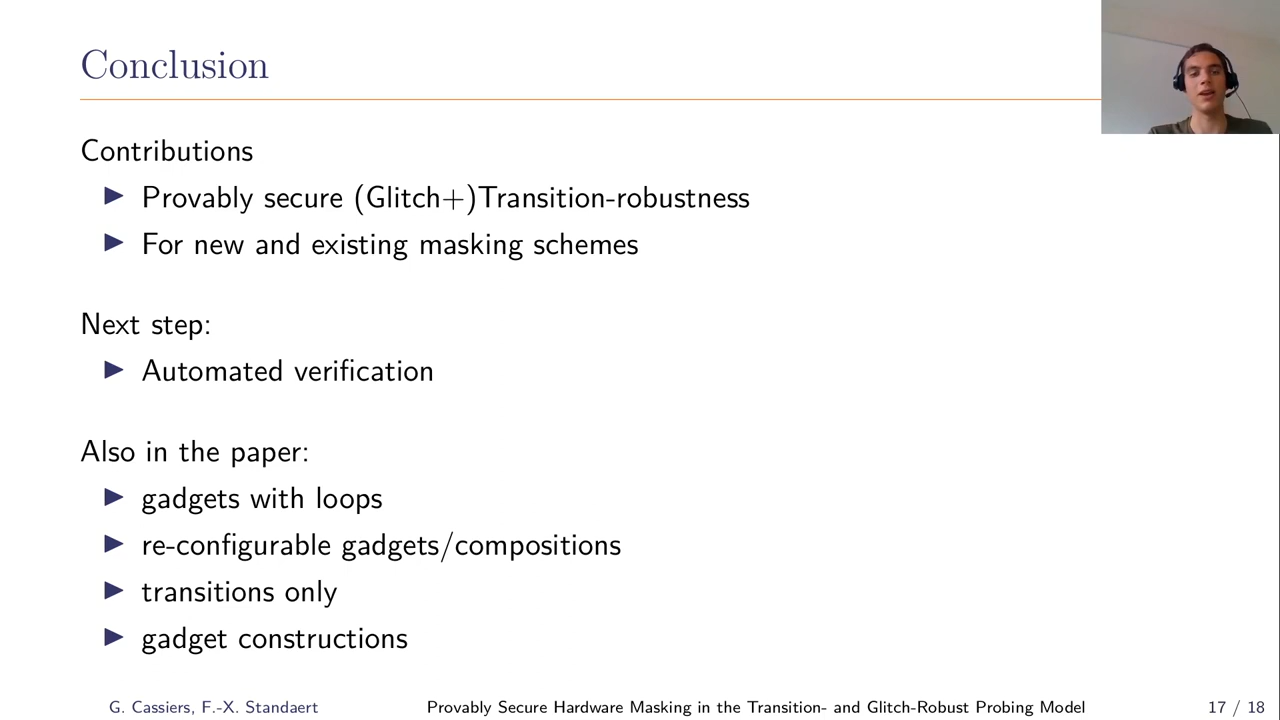 Conclusion
Contributions
▶ Provably secure (Glitch+)Transition-robustness
▶ For new and existing masking schemes
Next step:
▶ Automated verification
Also in the paper:
▶ gadgets with loops
▶ re-configurable gadgets/compositions
▶ transitions only
▶ gadget constructions
G. Cassiers, F.-X. Standaert Provably Secure Hardware Masking in the Transition- and Glitch-Robust Probing Model 17 / 18